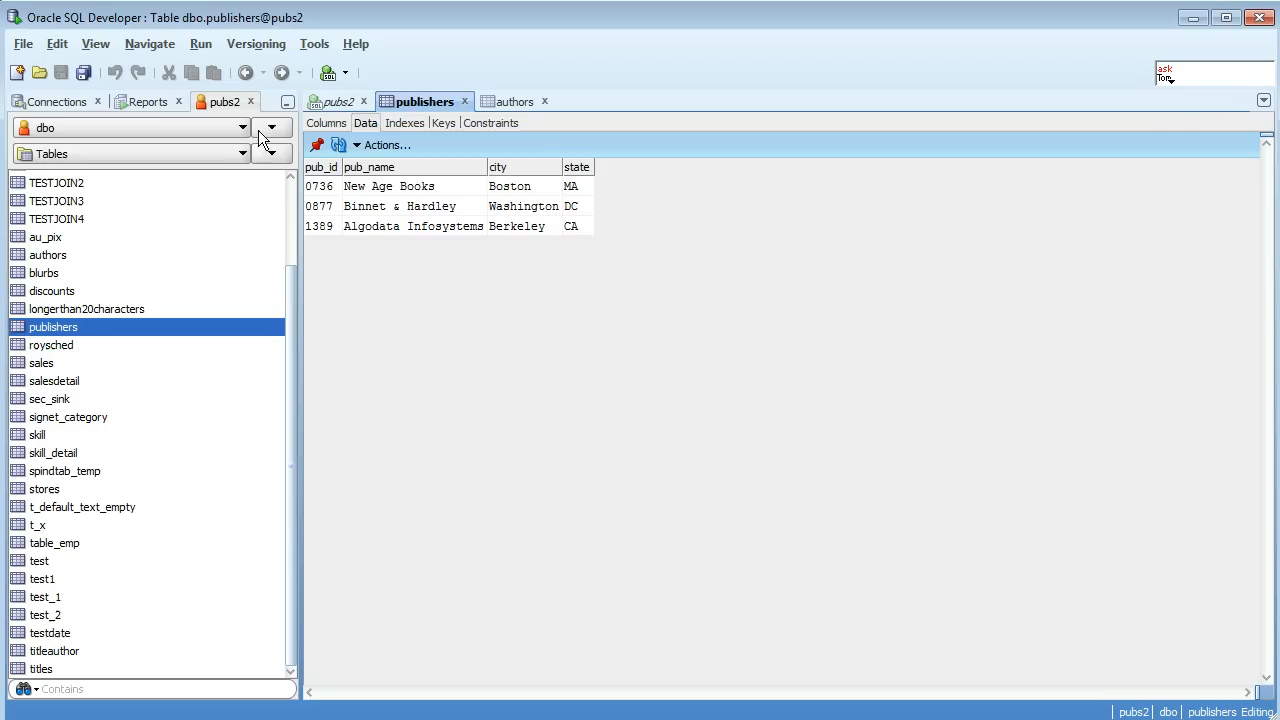 Oracle SQL Developer : Table dbo.publishers@pubs2
File Edit View Navigate Run Versioning Tools Help
SQL
ask
Tom
Connections Reports pubs2 pubs2 publishers authors
dbo
Columns Data Indexes Keys Constraints
Tables
Actions...
pub_id pub_name city state
0736 New Age Books Boston MA
0877 Binnet & Hardley Washington DC
1389 Algodata Infosystems Berkeley CA
TESTJOIN2
TESTJOIN3
TESTJOIN4
au_pix
authors
blurbs
discounts
longerthan20characters
publishers
roysched
sales
salesdetail
sec_sink
signet_category
skill
skill_detail
spindtab_temp
stores
t_default_text_empty
t_x
table_emp
test
test1
test_1
test_2
testdate
titleauthor
titles
Contains
pubs2 dbo publishers Editing